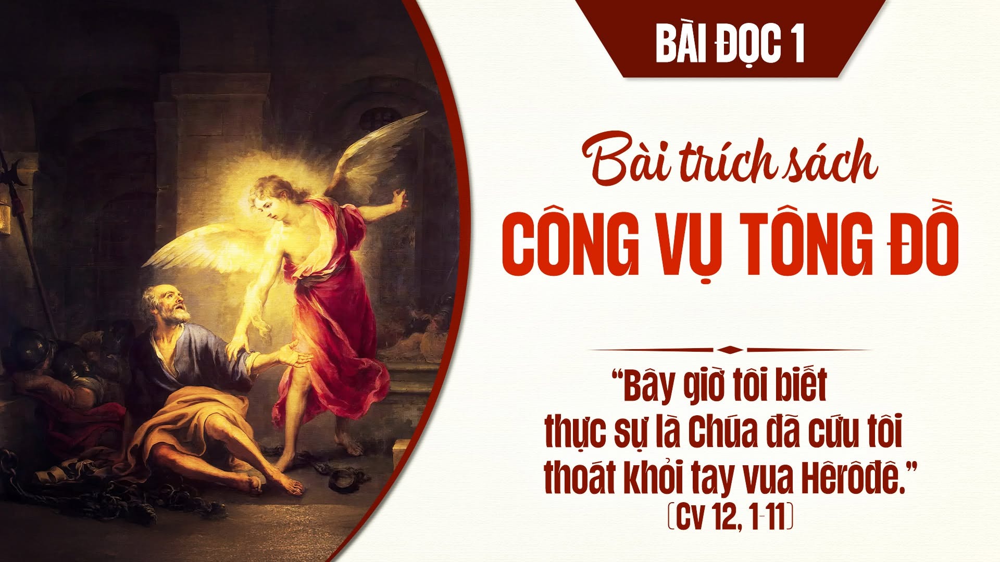 BÀI ĐỌC 1
Bài trích sách
CÔNG VỤ TÔNG ĐỒ
“Bây giờ tôi biết
thực sự là Chúa đã cứu tôi
thoát khỏi tay vua Hêrôđê.”
(Cv 12, 1-11)